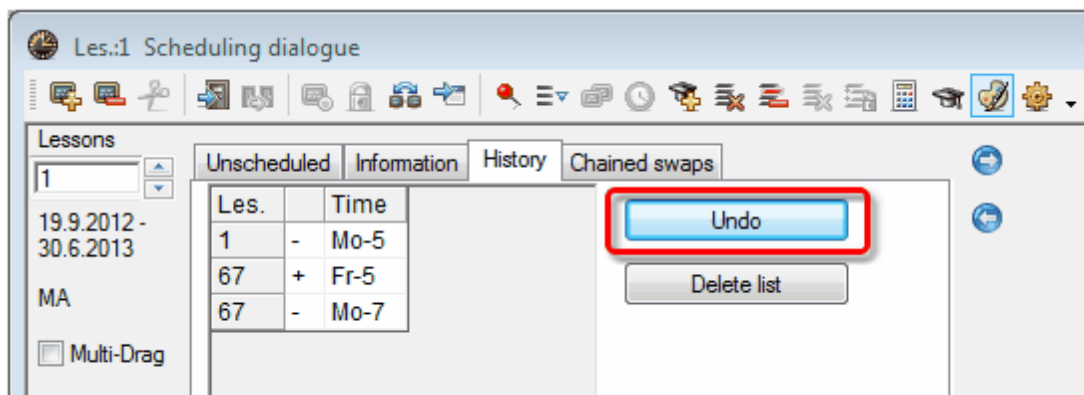 Les.:1 Scheduling dialogue
Lessons
1
19.9.2012 -
30.6.2013
MA
Multi-Drag
Unscheduled Information History Chained swaps
Les. Time
1 - Mo-5
67 + Fr-5
67 - Mo-7
Undo
Delete list